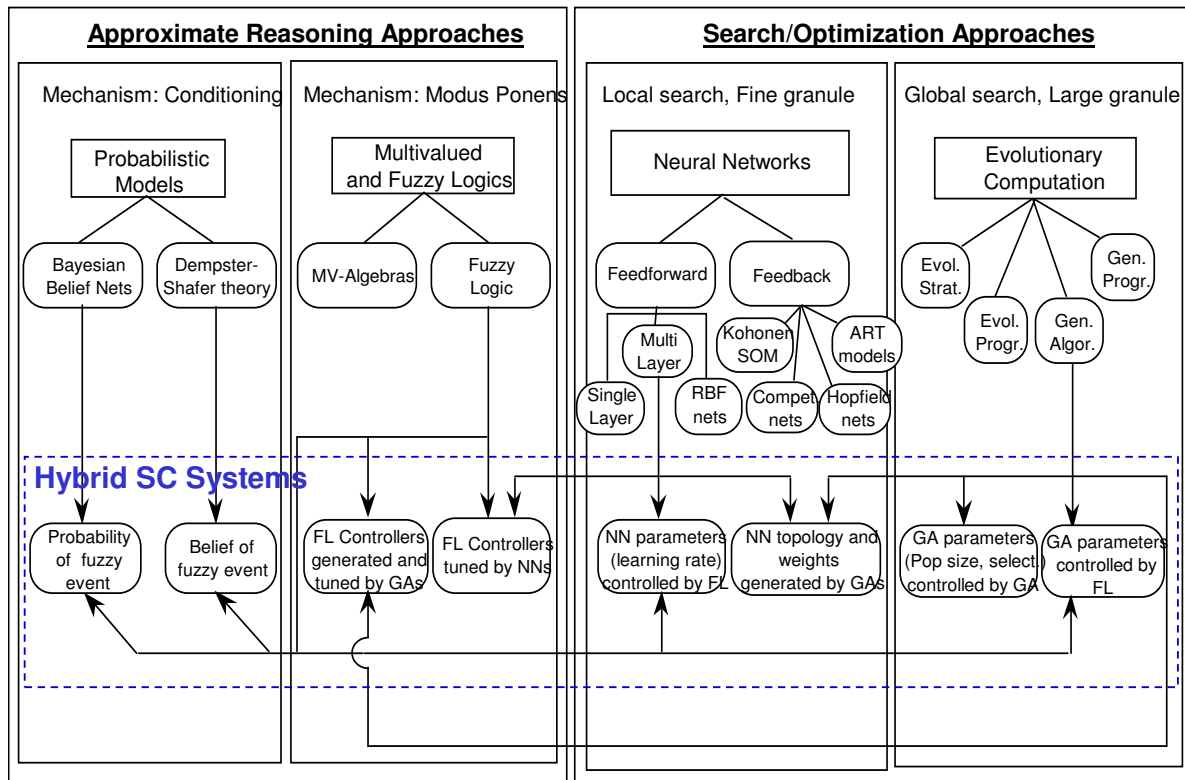 Approximate Reasoning Approaches
Search/Optimization Approaches
Mechanism: Conditioning
Mechanism: Modus Ponens
Local search, Fine granule
Global search, Large granule
Probabilistic
Models
Multivalued
and Fuzzy Logics
Neural Networks
Evolutionary
Computation
Bayesian
Belief Nets
Dempster-
Shafer theory
MV-Algebras
Fuzzy
Logic
Feedforward
Feedback
Evol.
Strat.
Gen.
Progr.
Evol.
Progr.
Gen.
Algor.
Multi
Layer
Kohonen
SOM
ART
models
Single
Layer
RBF
nets
Compet.
nets
Hopfield
nets
Hybrid SC Systems
Probability
of fuzzy
event
Belief of
fuzzy event
FL Controllers
generated and
tuned by GAs
FL Controllers
tuned by NNs
NN parameters
(learning rate)
controlled by FL
NN topology and
weights
generated by GAs
GA parameters
(Pop size, select.)
controlled by GA
GA parameters
controlled by
FL